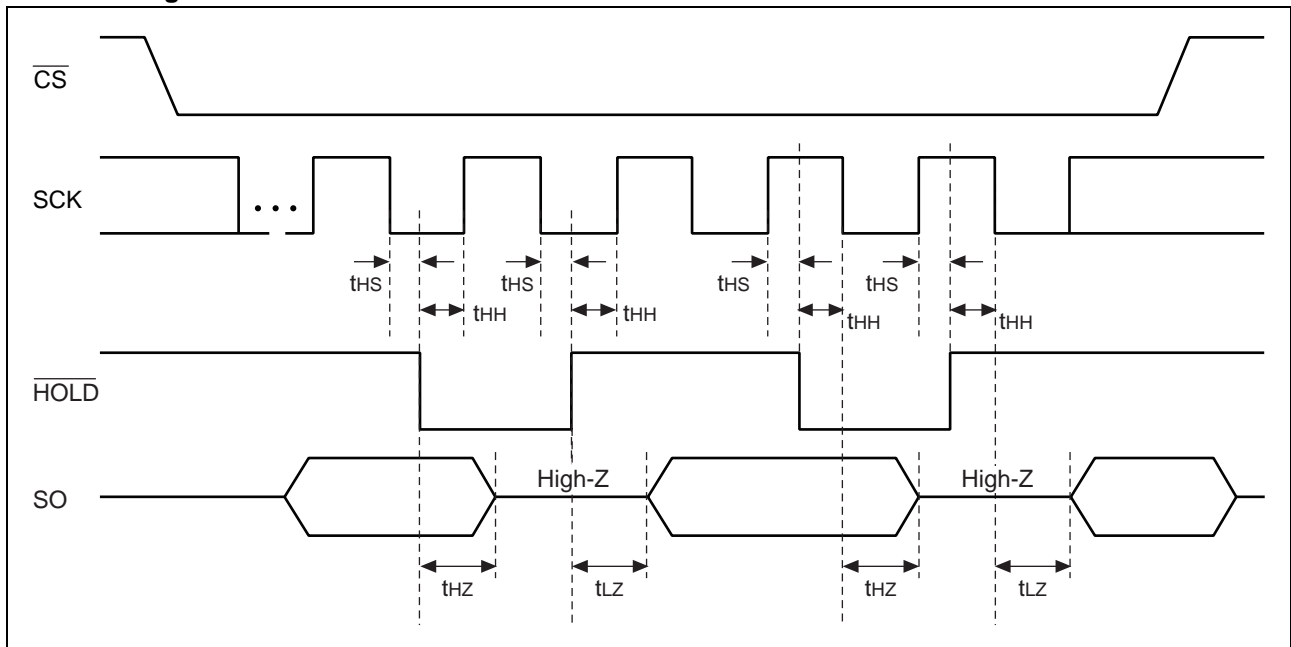 CS
SCK
tHS tHS tHS tHS
tHH tHH tHH tHH
HOLD
High-Z High-Z
SO
tHZ tLZ tHZ tLZ